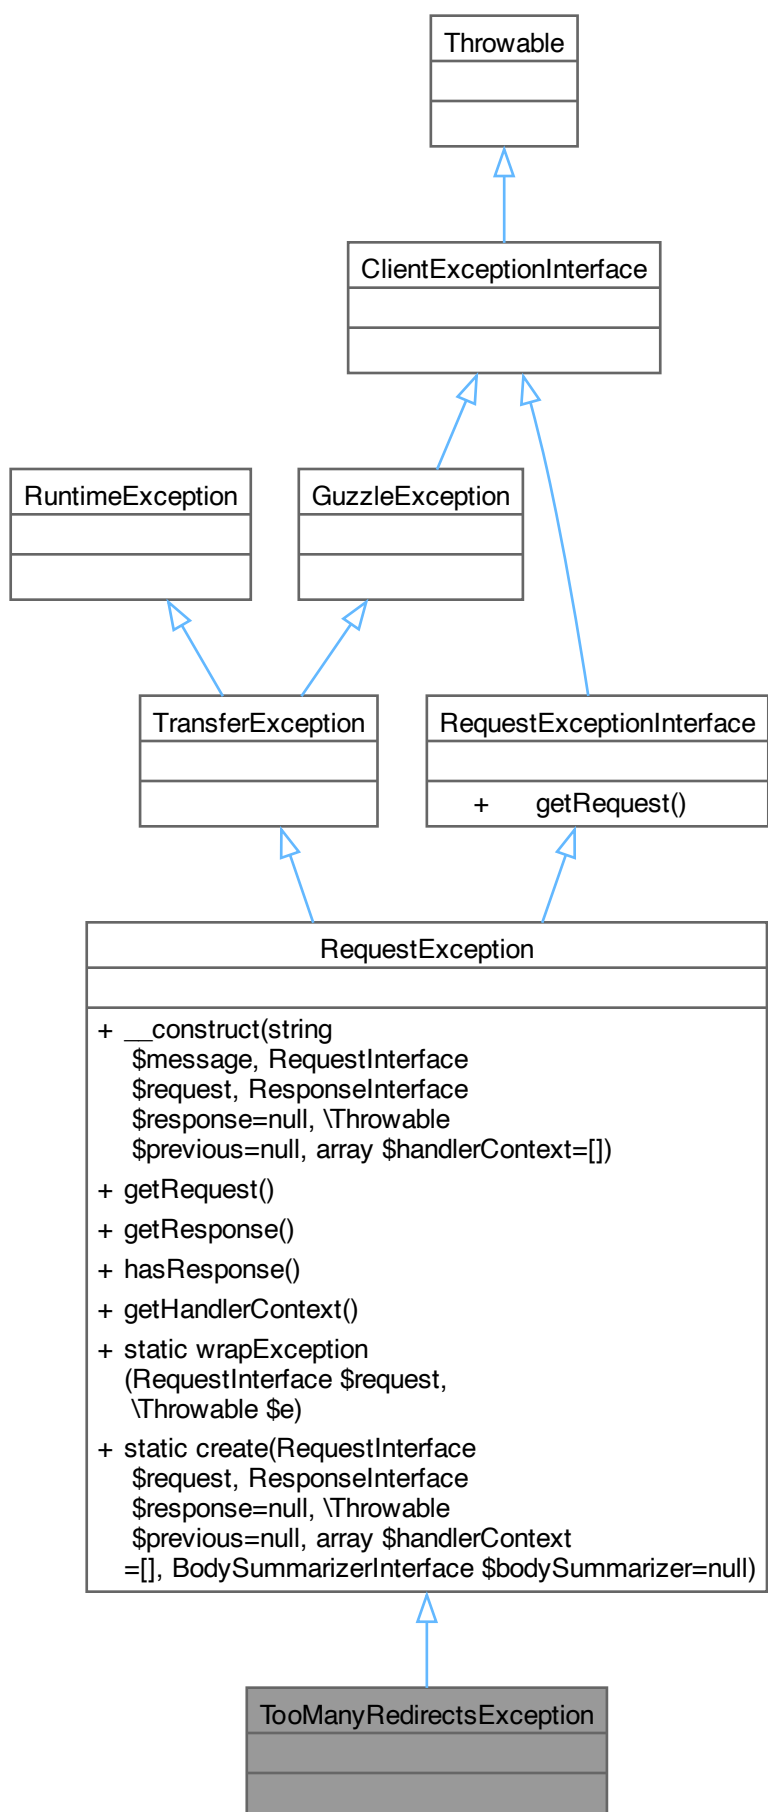 Throwable
ClientExceptionInterface
RuntimeException
GuzzleException
TransferException
RequestExceptionInterface
+ getRequest()
RequestException
+ __construct(string
$message, RequestInterface
$request, ResponseInterface
$response=null, \Throwable
$previous=null, array $handlerContext=[])
+ getRequest()
+ getResponse()
+ hasResponse()
+ getHandlerContext()
+ static wrapException
(RequestInterface $request,
\Throwable $e)
+ static create(RequestInterface
$request, ResponseInterface
$response=null, \Throwable
$previous=null, array $handlerContext
=[], BodySummarizerInterface $bodySummarizer=null)
TooManyRedirectsException